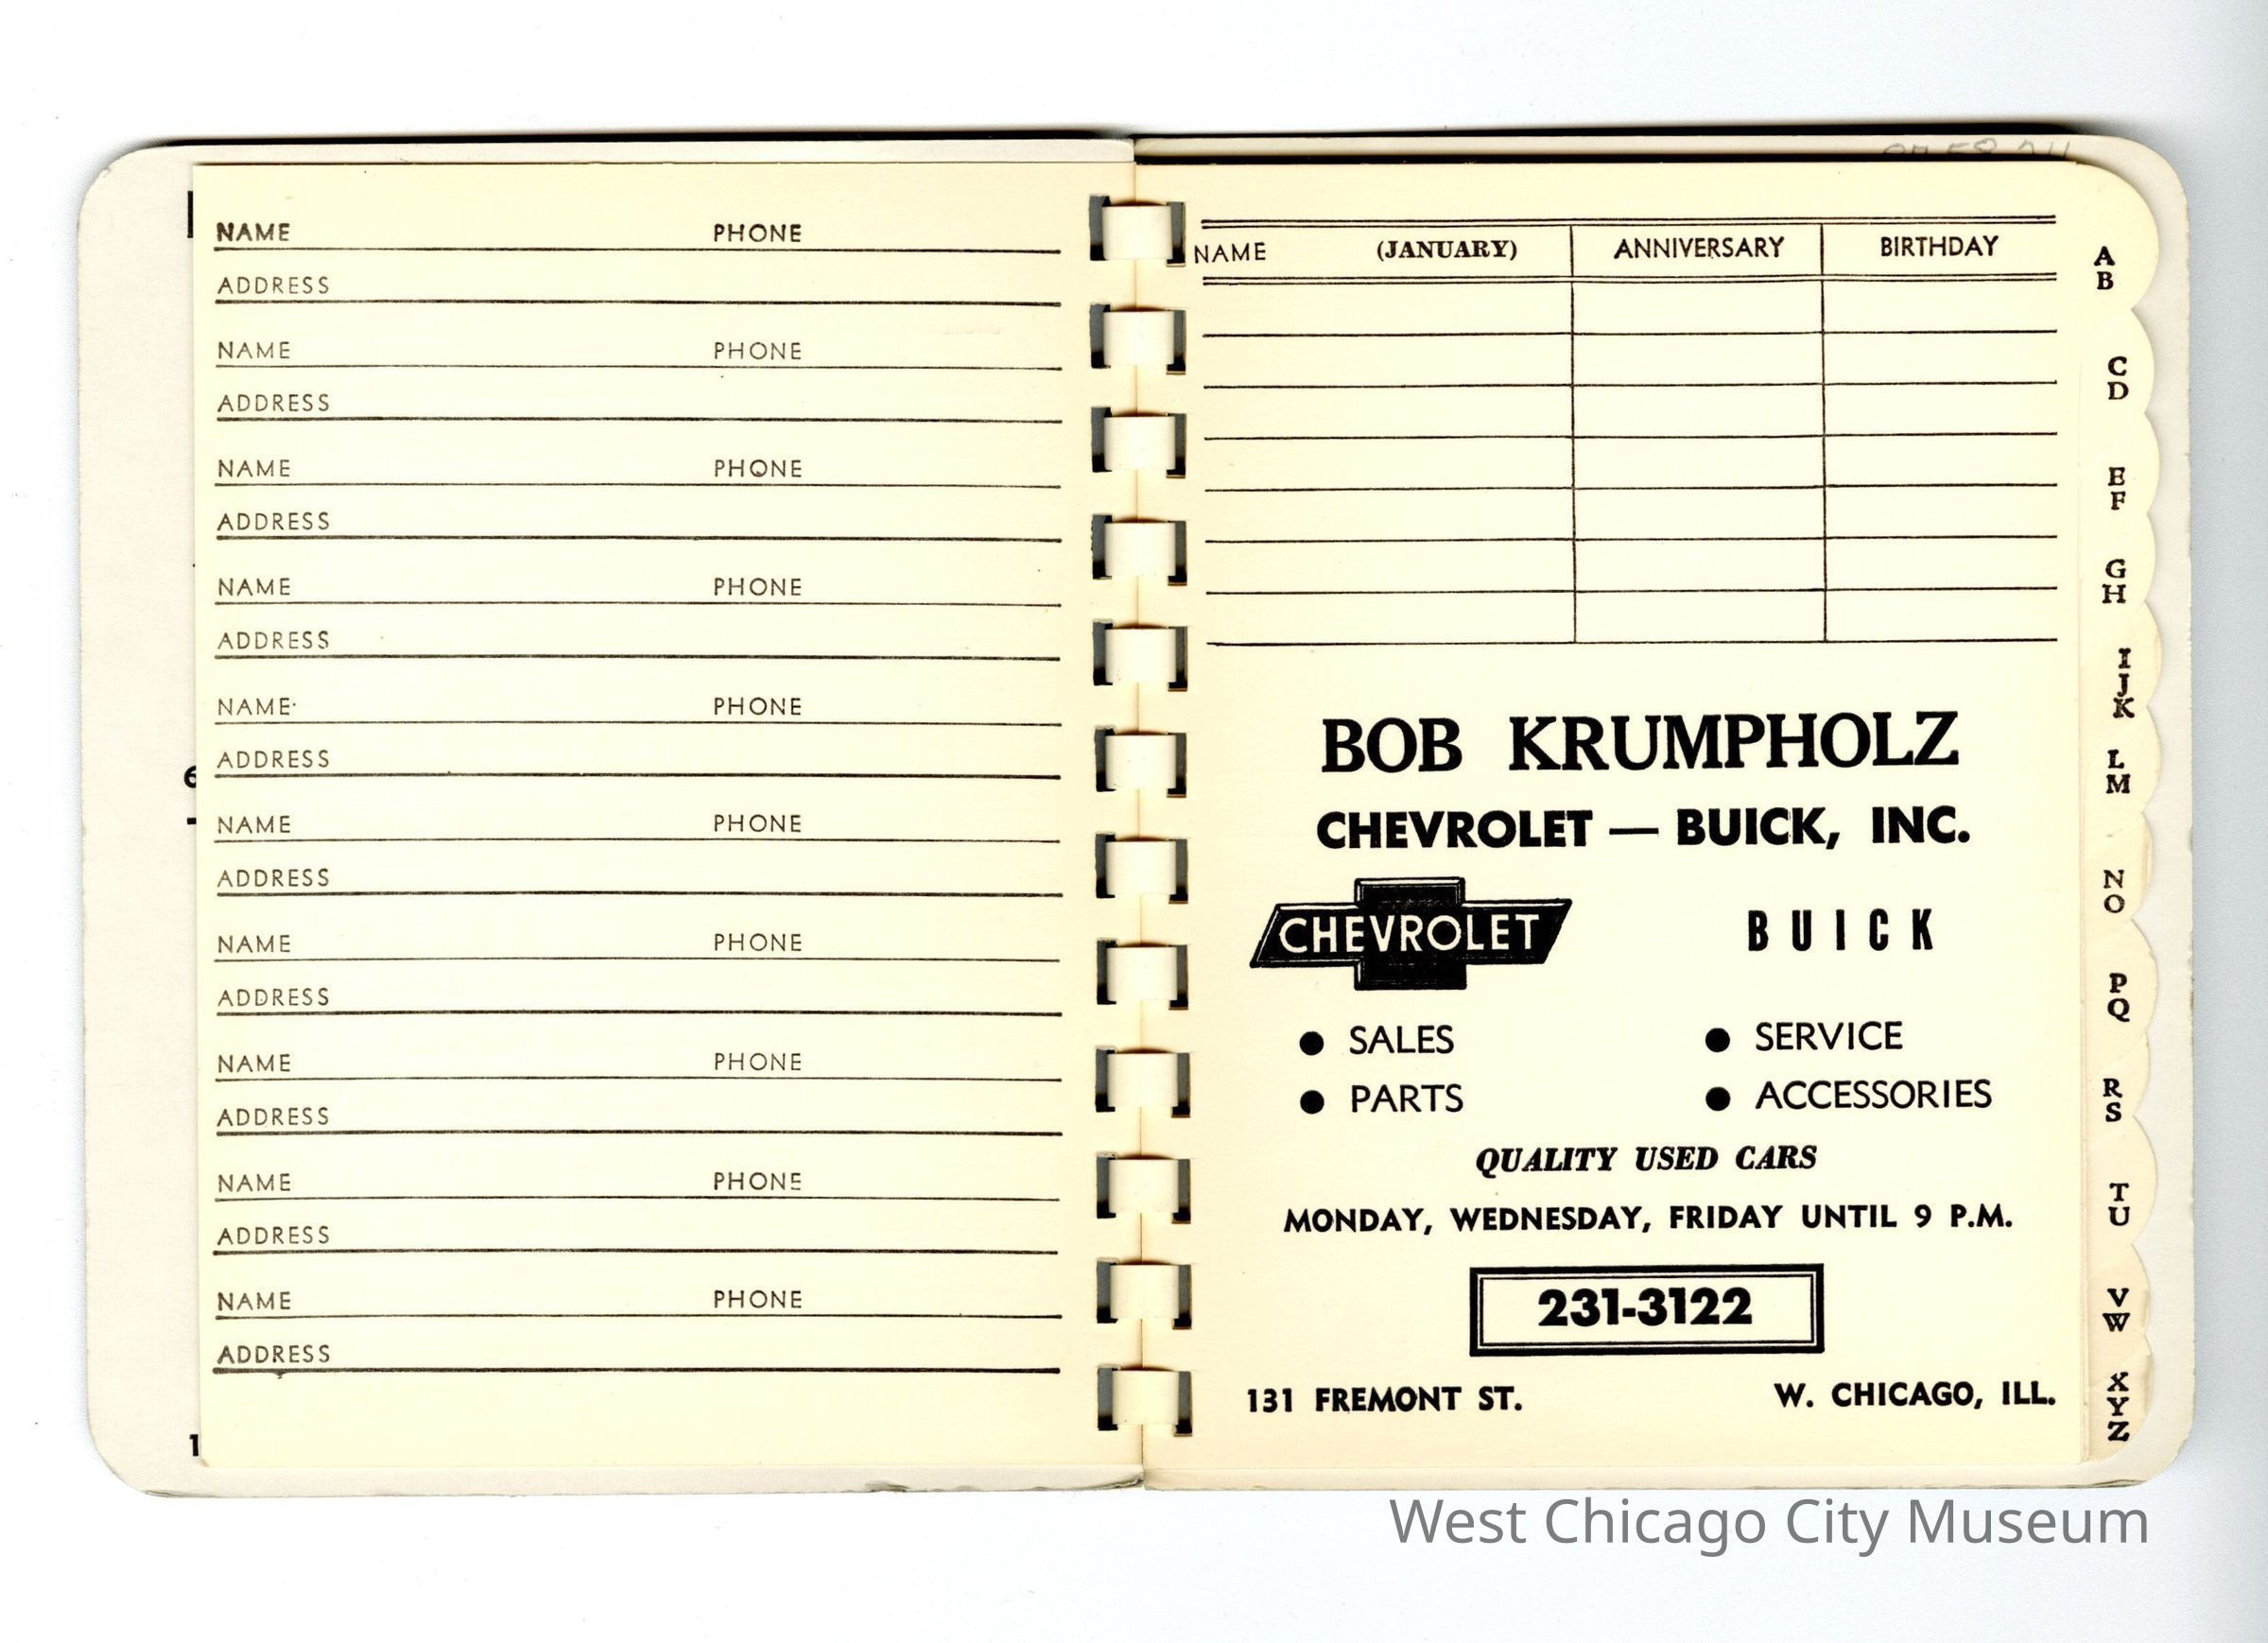 NAME PHONE
ADDRESS
NAME PHONE
ADDRESS
NAME PHONE
ADDRESS
NAME PHONE
ADDRESS
NAME PHONE
ADDRESS
NAME PHONE
ADDRESS
NAME PHONE
ADDRESS
NAME PHONE
ADDRESS
NAME PHONE
ADDRESS
NAME PHONE
ADDRESS
NAME (JANUARY) ANNIVERSARY BIRTHDAY
BOB KRUMPHOLZ
CHEVROLET — BUICK, INC.
CHEVROLET BUICK
● SALES ● SERVICE
● PARTS ● ACCESSORIES
QUALITY USED CARS
MONDAY, WEDNESDAY, FRIDAY UNTIL 9 P.M.
231-3122
131 FREMONT ST. W. CHICAGO, ILL.
A
B
C
D
E
F
G
H
I
J
K
L
M
N
O
P
Q
R
S
T
U
V
W
X
Y
Z
West Chicago City Museum